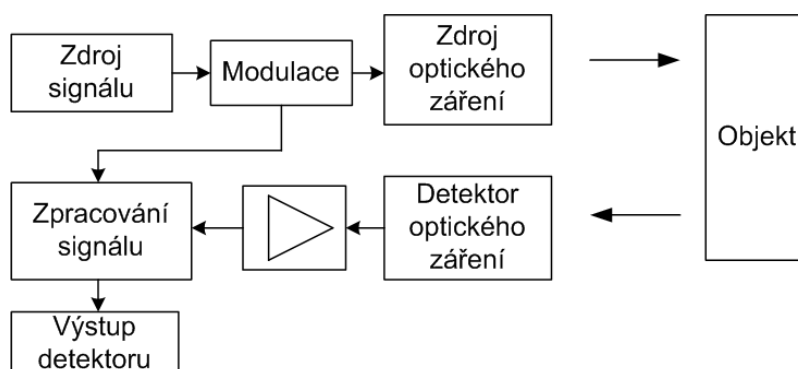 Zdroj
signálu
Modulace
Zdroj
optického
záření
Objekt
Zpracování
signálu
Detektor
optického
záření
Výstup
detektoru